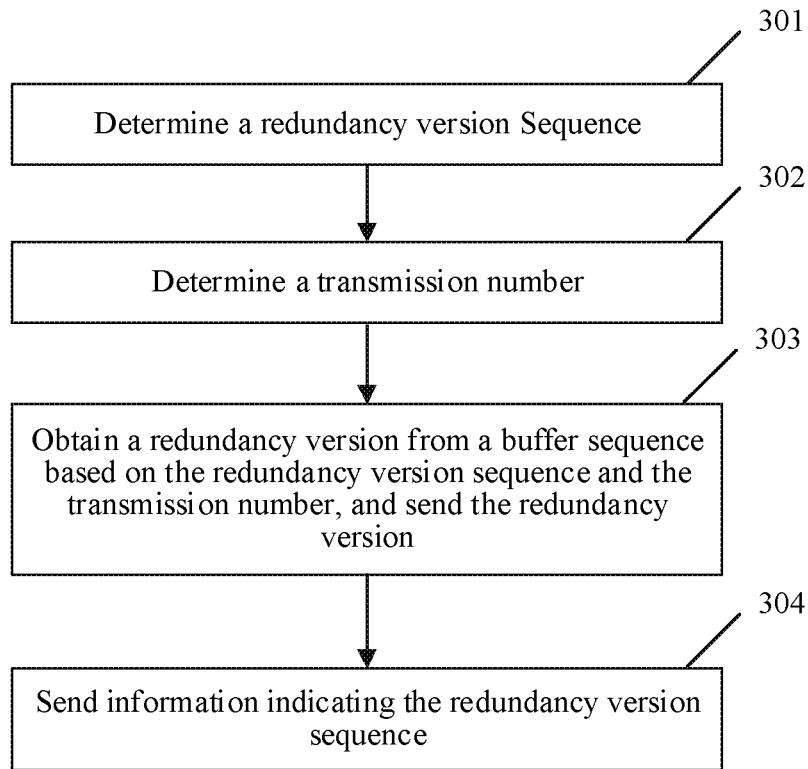 301
Determine a redundancy version Sequence
302
Determine a transmission number
303
Obtain a redundancy version from a buffer sequence
based on the redundancy version sequence and the
transmission number, and send the redundancy
version
304
Send information indicating the redundancy version
sequence